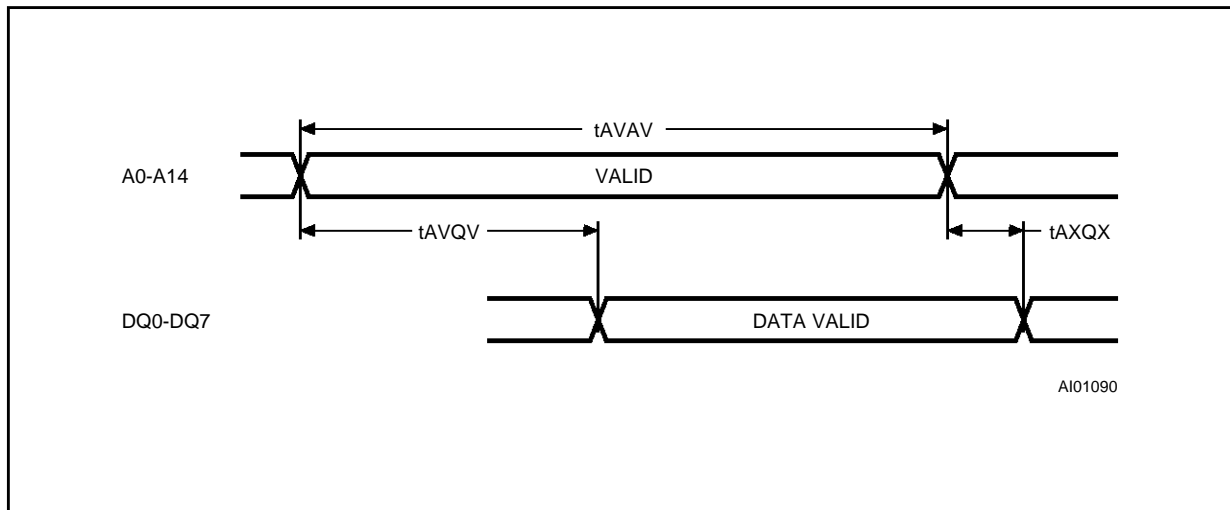 tAVAV
A0-A14 VALID
tAVQV tAXQX
DQ0-DQ7 DATA VALID
AI01090